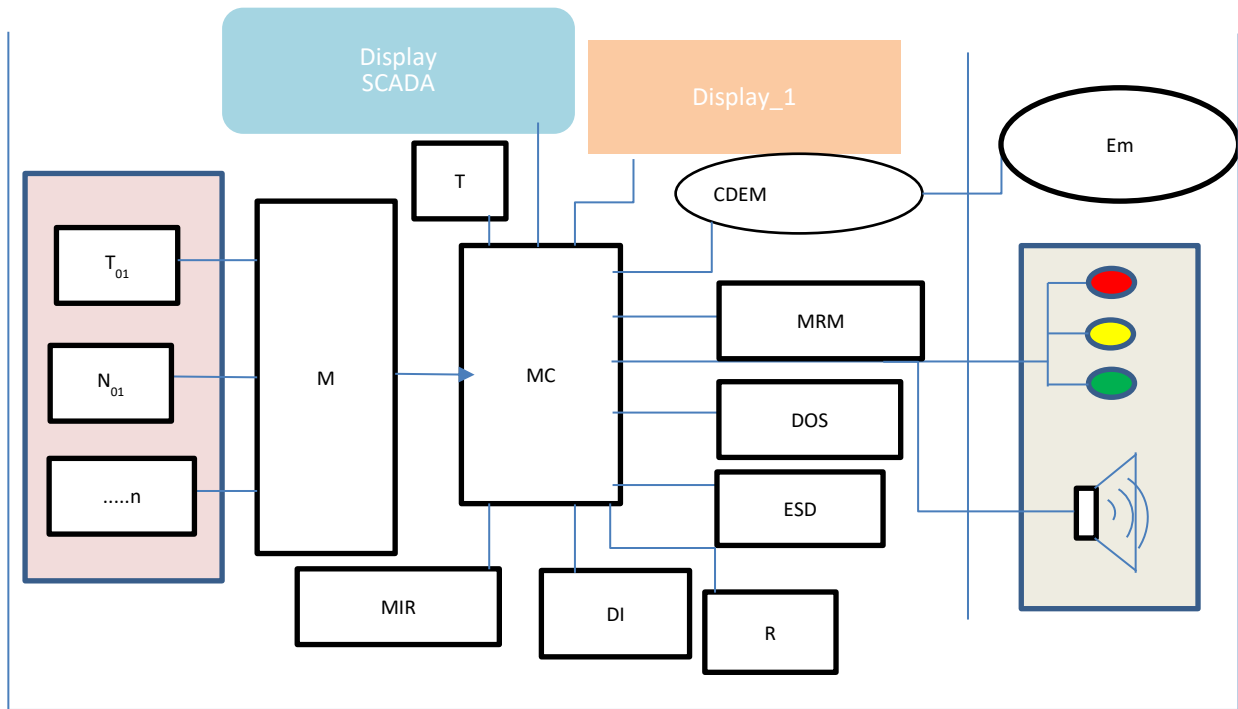 Display
SCADA
Display_1
Em
T
CDEM
T01
MRM
N01
M
MC
DOS
.....n
ESD
MIR
DI
R